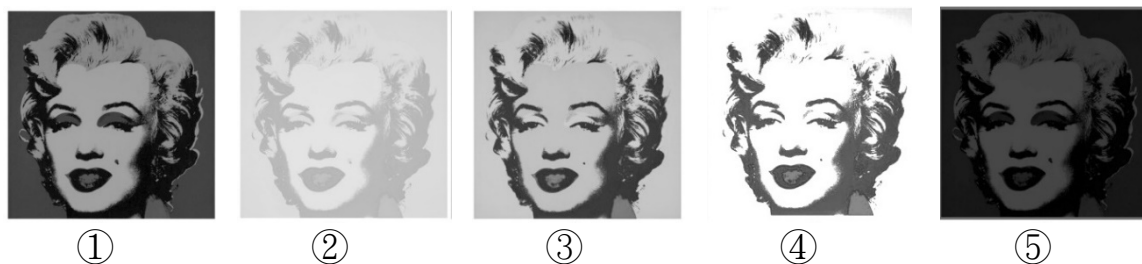 ① ② ③ ④ ⑤